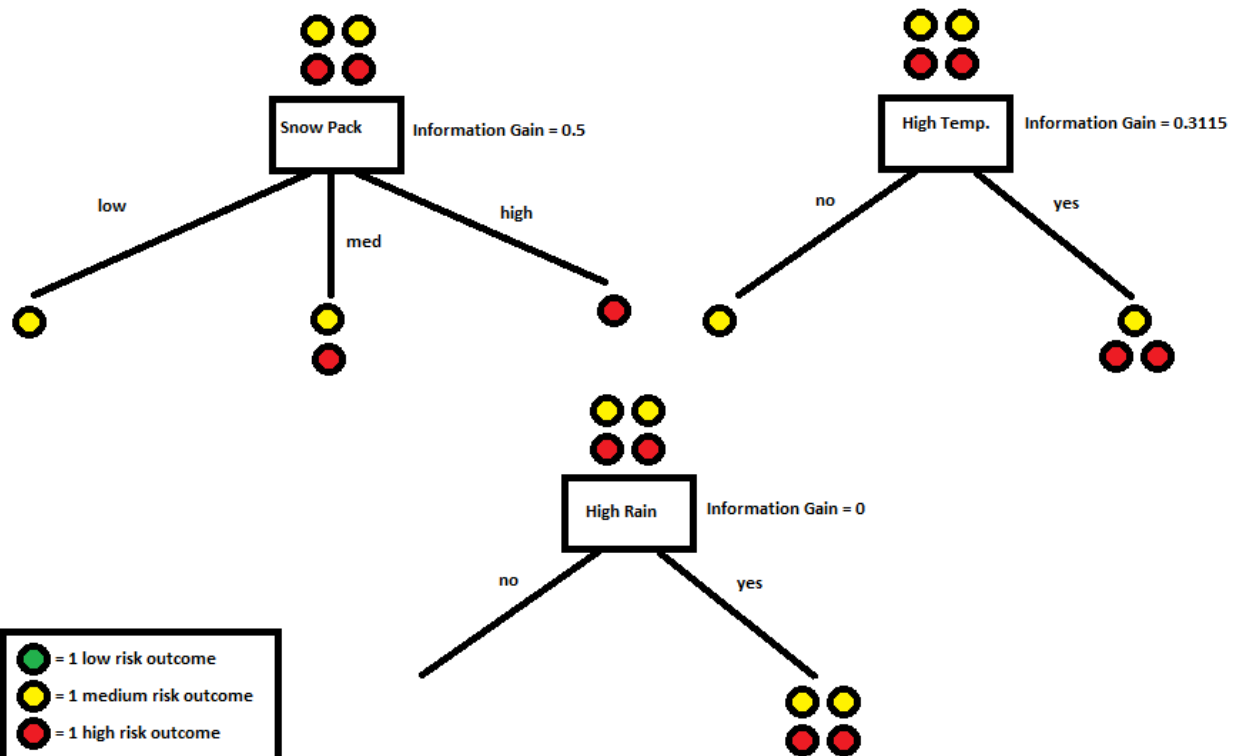 Snow Pack
Information Gain = 0.5
low
med
high
High Temp.
Information Gain = 0.3115
no
yes
High Rain
Information Gain = 0
no
yes
= 1 low risk outcome
= 1 medium risk outcome
= 1 high risk outcome